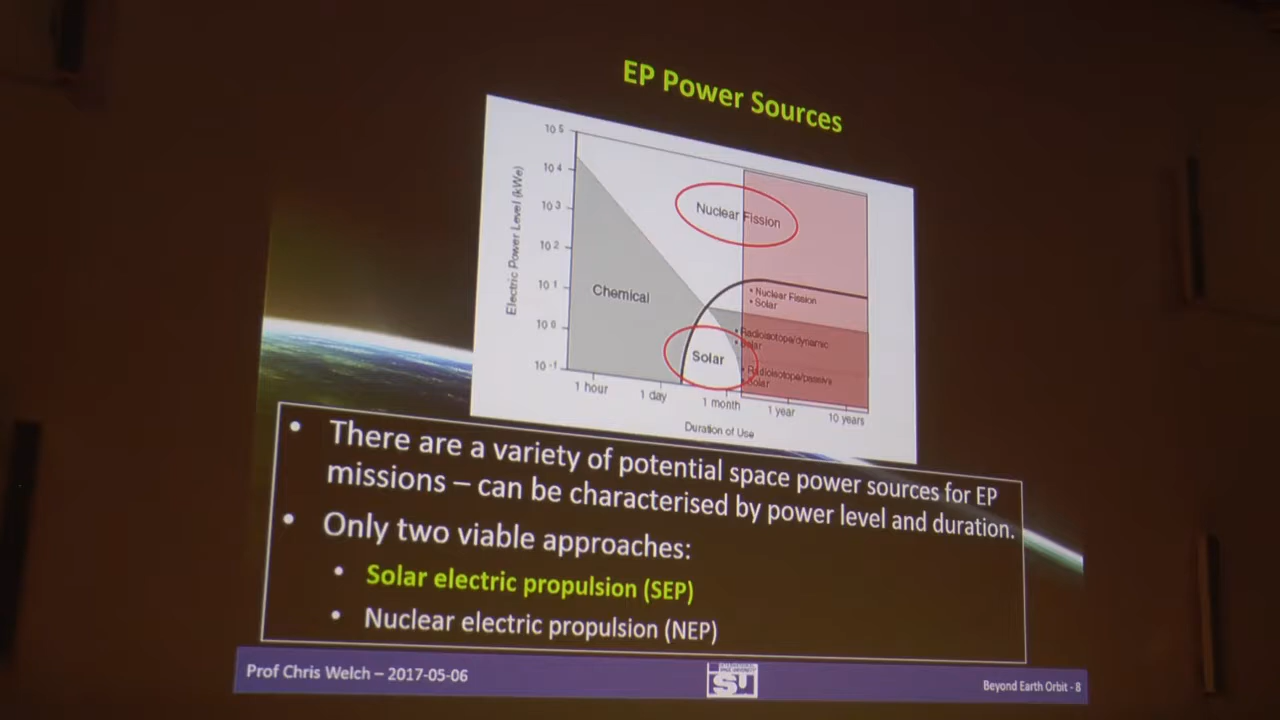 EP Power Sources
Electric Power Level (kWe)
10 5
10 4
10 3
10 2
10 1
10 0
10 -1
Nuclear Fission
Chemical
• Nuclear Fission
• Solar
• Radioisotope/dynamic
Solar
Solar
• Radioisotope/passive
• Solar
1 hour
1 day
1 month
1 year
10 years
Duration of Use
• There are a variety of potential space power sources for EP
missions – can be characterised by power level and duration.
• Only two viable approaches:
• Solar electric propulsion (SEP)
• Nuclear electric propulsion (NEP)
Prof Chris Welch – 2017-05-06
ISU
Beyond Earth Orbit - 8